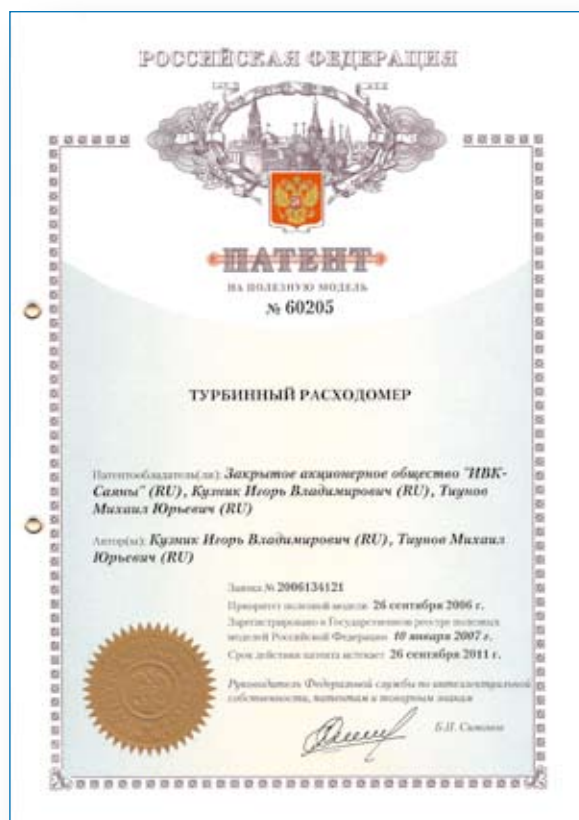 РОССИЙСКАЯ ФЕДЕРАЦИЯ
ПАТЕНТ
НА ПОЛЕЗНУЮ МОДЕЛЬ
№ 60205
ТУРБИННЫЙ РАСХОДОМЕР
Патентообладатель(ли): Закрытое акционерное общество "ИВК-
Саяны" (RU), Кузник Игорь Владимирович (RU), Тиунов
Михаил Юрьевич (RU)
Автор(ы): Кузник Игорь Владимирович (RU), Тиунов Михаил
Юрьевич (RU)
Заявка № 2006134121
Приоритет полезной модели 26 сентября 2006 г.
Зарегистрировано в Государственном реестре полезных
моделей Российской Федерации 10 января 2007 г.
Срок действия патента истекает 26 сентября 2011 г.
Руководитель Федеральной службы по интеллектуальной
собственности, патентам и товарным знакам
Б.П. Симонов